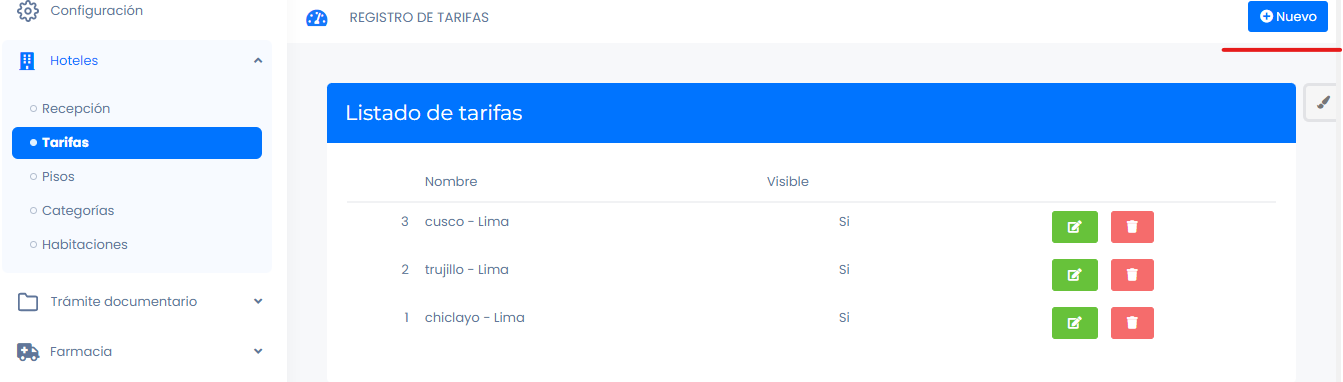 Configuración
REGISTRO DE TARIFAS
Nuevo
Hoteles
Recepción
Tarifas
Pisos
Categorías
Habitaciones
Trámite documentario
Farmacia
Listado de tarifas
Nombre Visible
3 cusco - Lima Si
2 trujillo - Lima Si
1 chiclayo - Lima Si